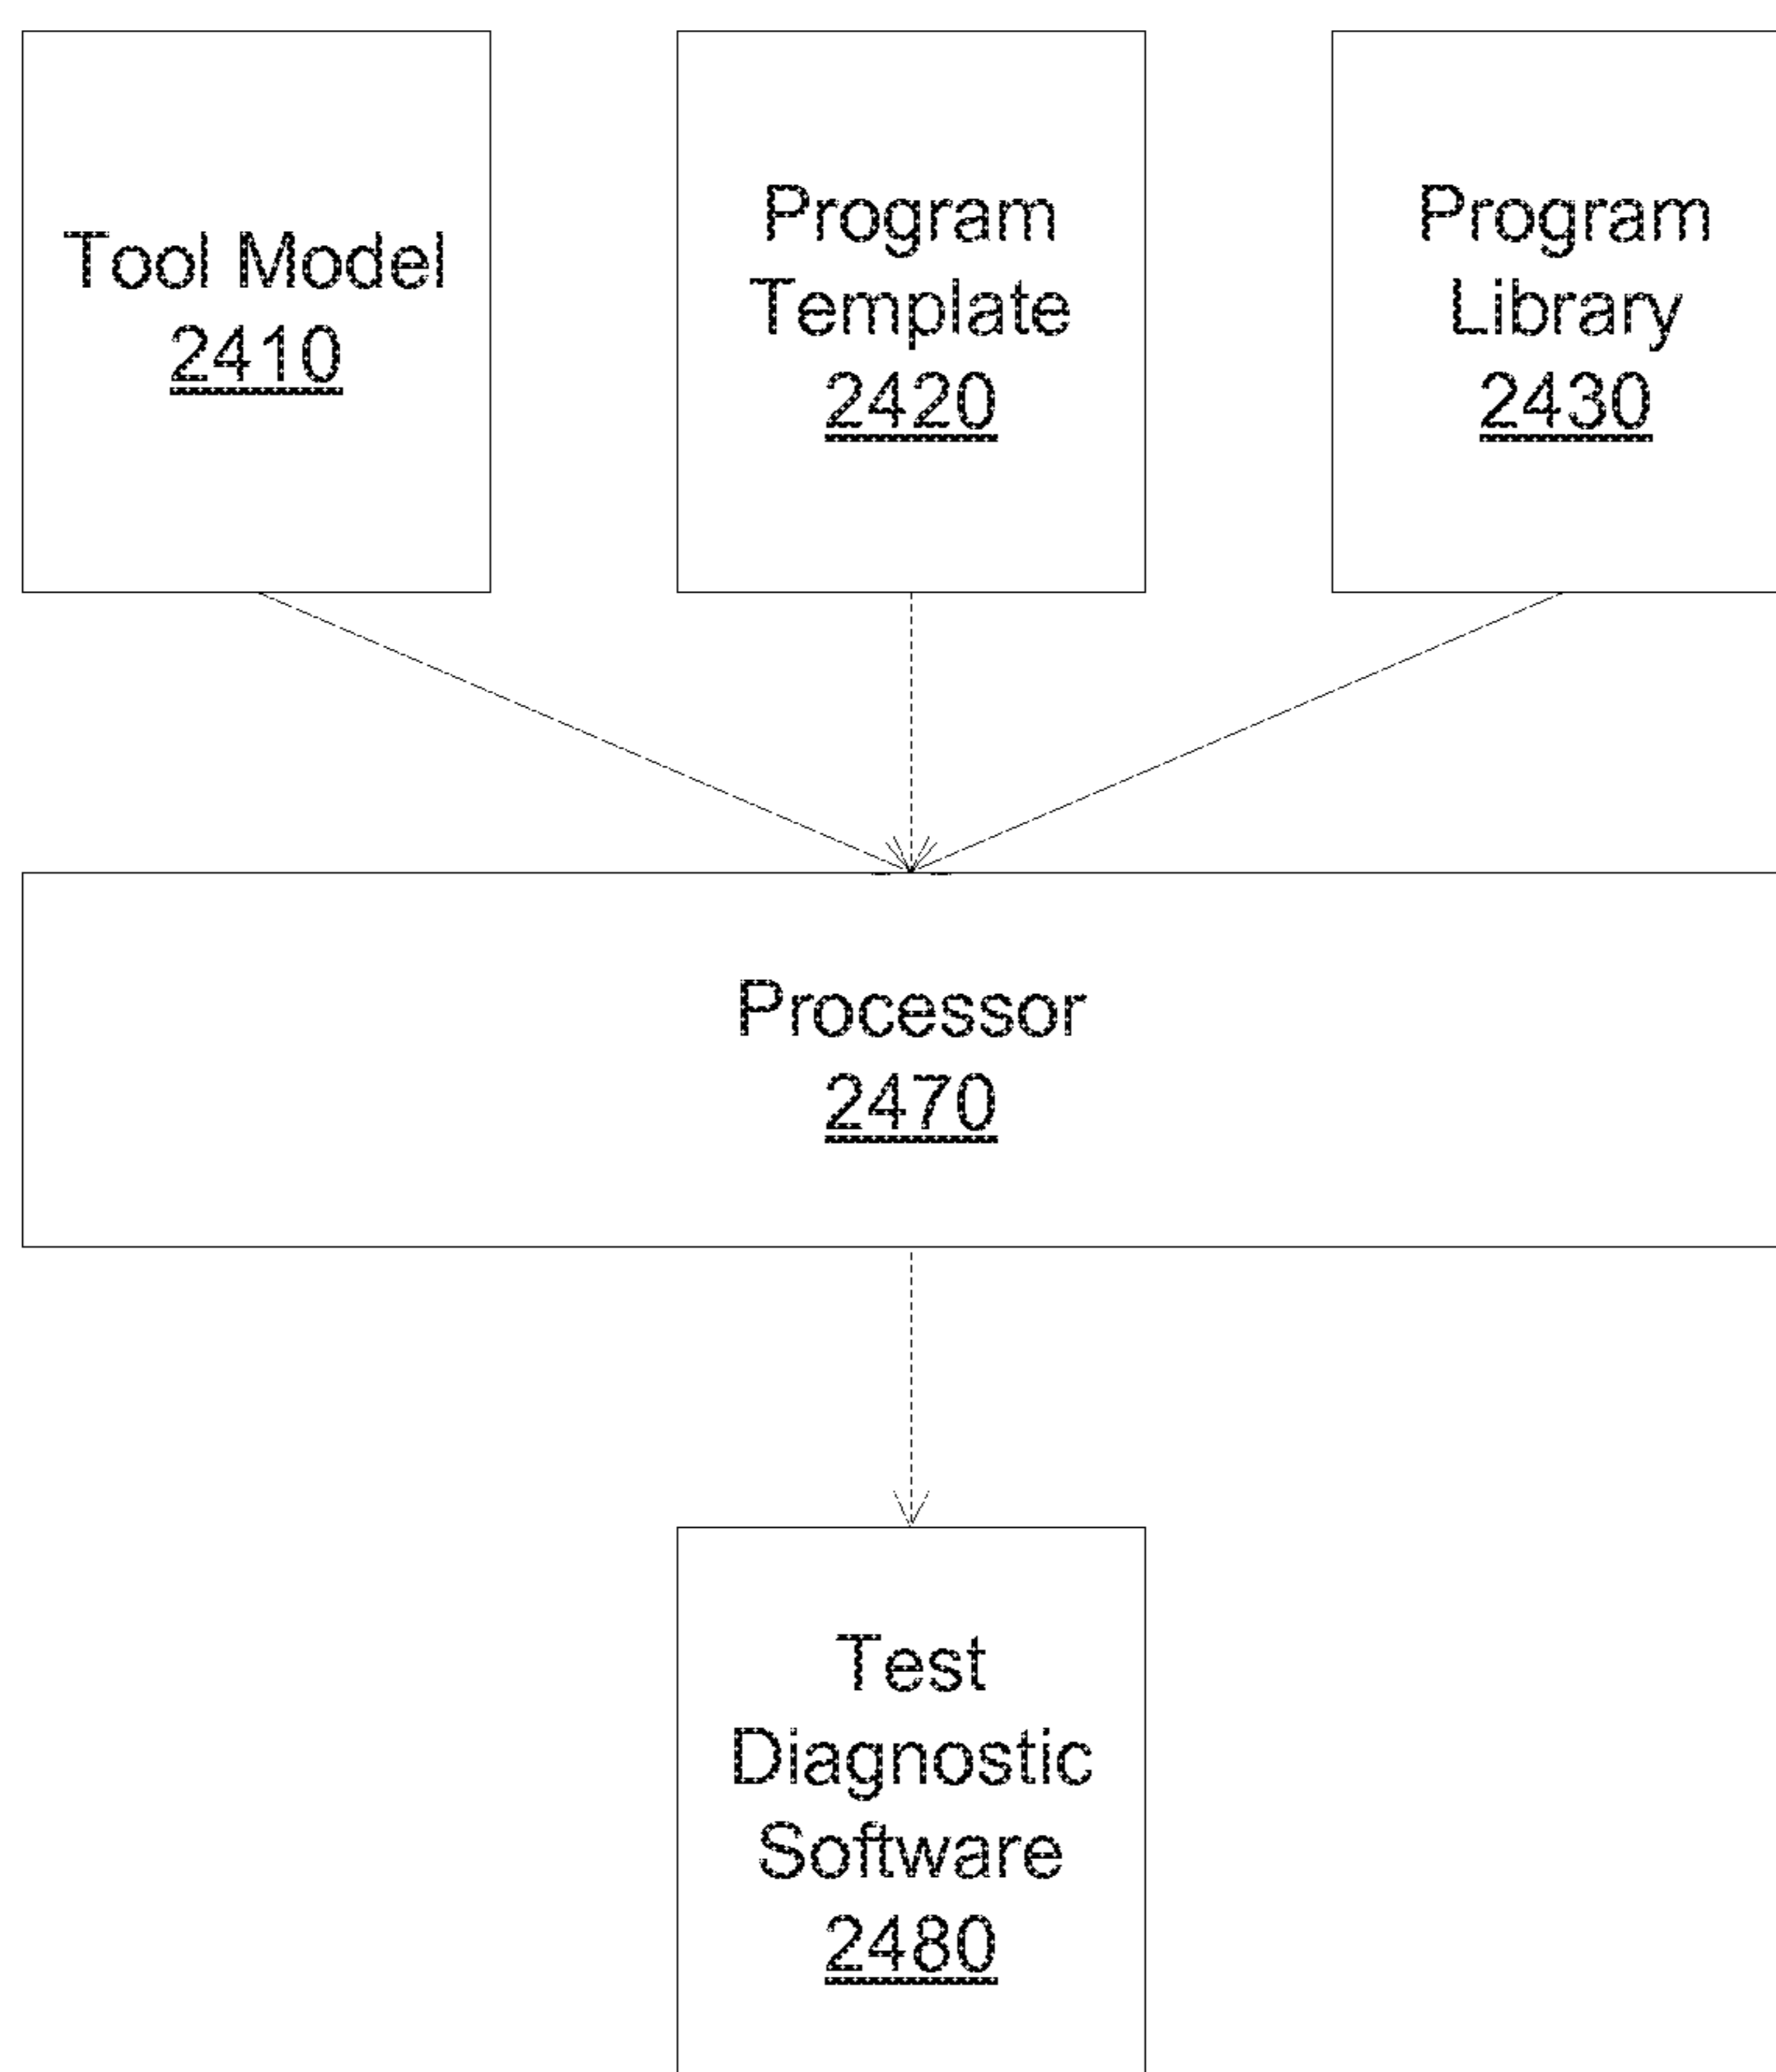 Tool Model
2410
Program
Template
2420
Program
Library
2430
Processor
2470
Test
Diagnostic
Software
2480